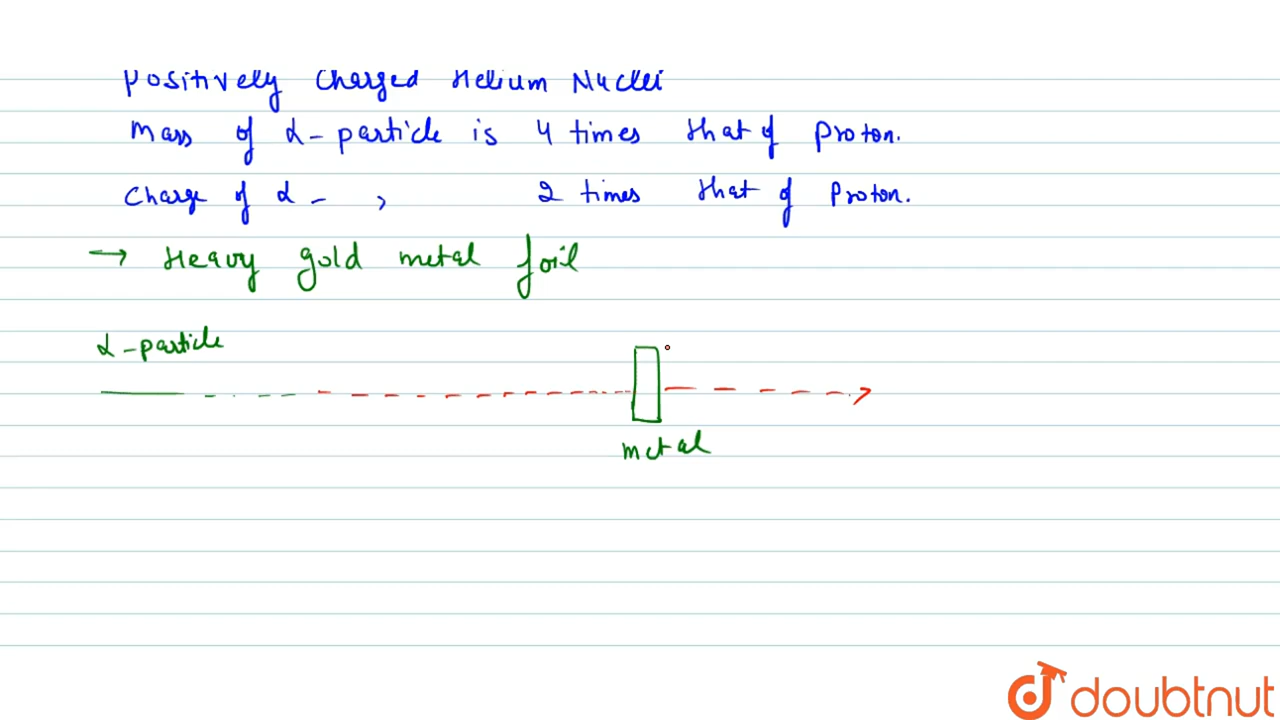 Positively Charged Helium Nuclei
Mass of α-particle is 4 times that of Proton.
Charge of α - , 2 times that of Proton.
→ Heavy gold metal foil
α-particle
metal
doubtnut